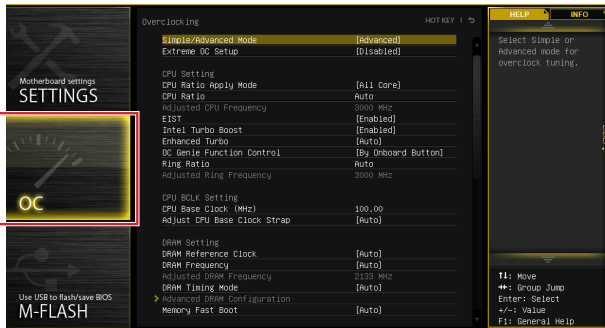 Motherboard settings
SETTINGS
OC
Use USB to flash/save BIOS
M-FLASH
Overclocking
HOT KEY |
Simple/Advanced Mode [Advanced]
Extreme OC Setup [Disabled]
CPU Setting
CPU Ratio Apply Mode [All Core]
CPU Ratio Auto
Adjusted CPU Frequency 3000 MHz
EIST [Enabled]
Intel Turbo Boost [Enabled]
Enhanced Turbo [Auto]
OC Genie Function Control [By Onboard Button]
Ring Ratio Auto
Adjusted Ring Frequency 3000 MHz
CPU BCLK Setting
CPU Base Clock (MHz) 100.00
Adjust CPU Base Clock Strap [Auto]
DRAM Setting
DRAM Reference Clock [Auto]
DRAM Frequency [Auto]
Adjusted DRAM Frequency 2133 MHz
DRAM Timing Mode [Auto]
> Advanced DRAM Configuration
Memory Fast Boot [Auto]
HELP
INFO
Select Simple or
Advanced mode for
overclock tuning.
↑↓: Move
: Group Jump
Enter: Select
+/-: Value
F1: General Help